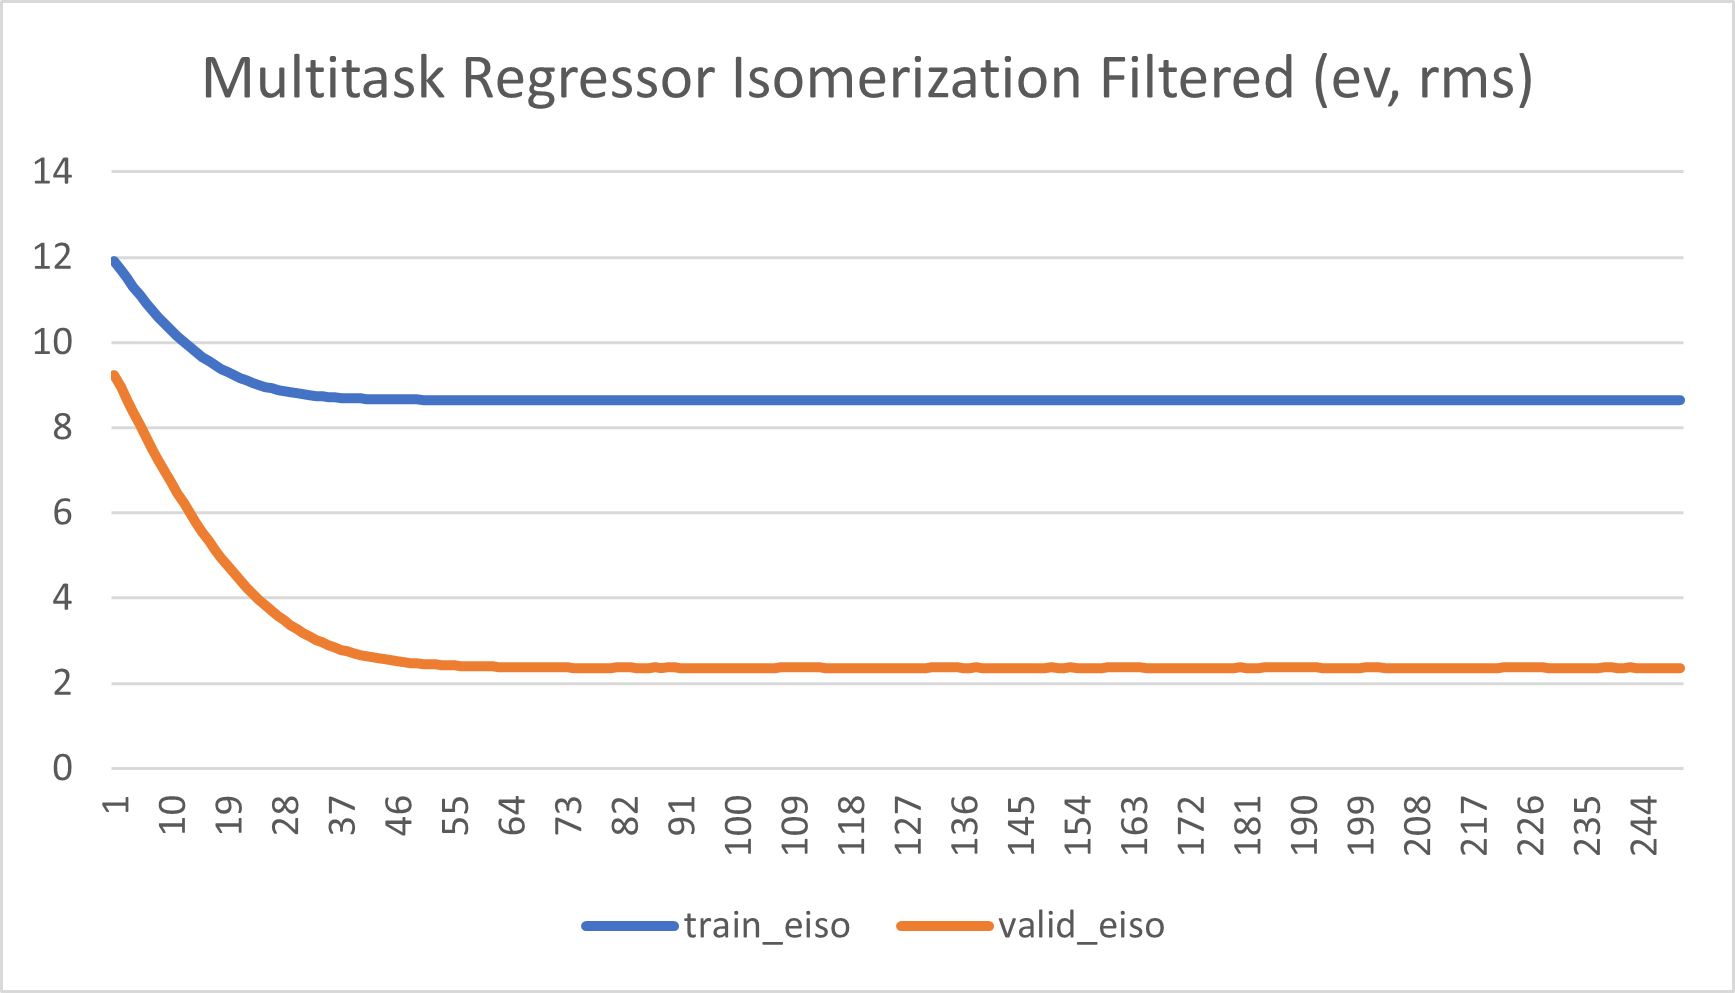 Multitask Regressor Isomerization Filtered (ev, rms)
14
12
10
8
6
4
2
0
1 10 19 28 37 46 55 64 73 82 91 100 109 118 127 136 145 154 163 172 181 190 199 208 217 226 235 244
train_eiso valid_eiso